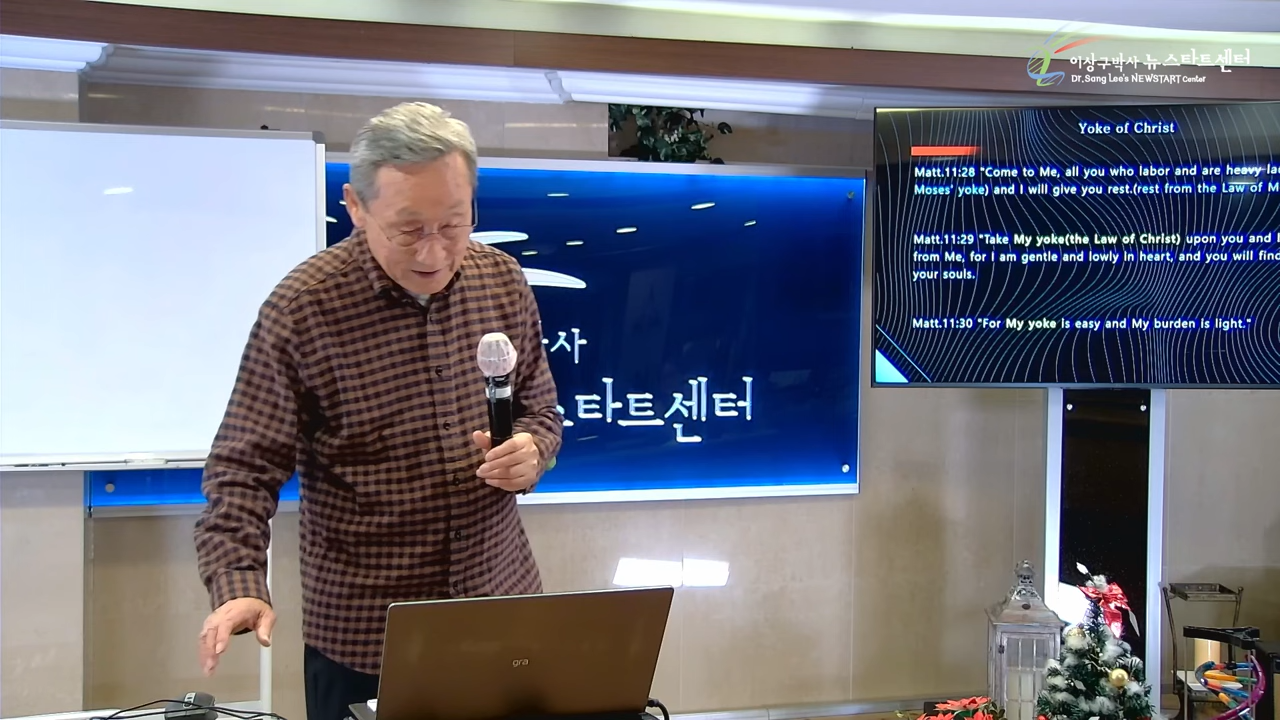 이상구박사 뉴스타트센터
Dr. Sang Lee's NEWSTART Center
Yoke of Christ
Matt.11:28 "Come to Me, all you who labor and are heavy
Moses' yoke) and I will give you rest.(rest from the Law of
Matt.11:29 "Take My yoke(the Law of Christ) upon you and
from Me, for I am gentle and lowly in heart, and you will
your souls.
Matt.11:30 "For My yoke is easy and My burden is light."
사
타트센터
gra